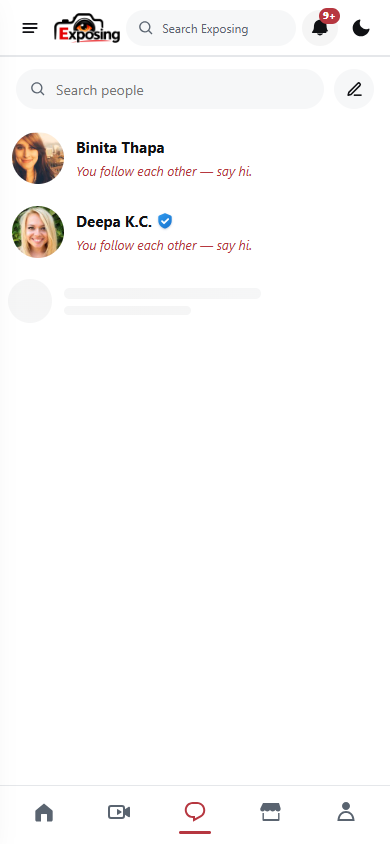 Exposing
Search Exposing
9+
Search people
Binita Thapa
You follow each other — say hi.
Deepa K.C.
You follow each other — say hi.